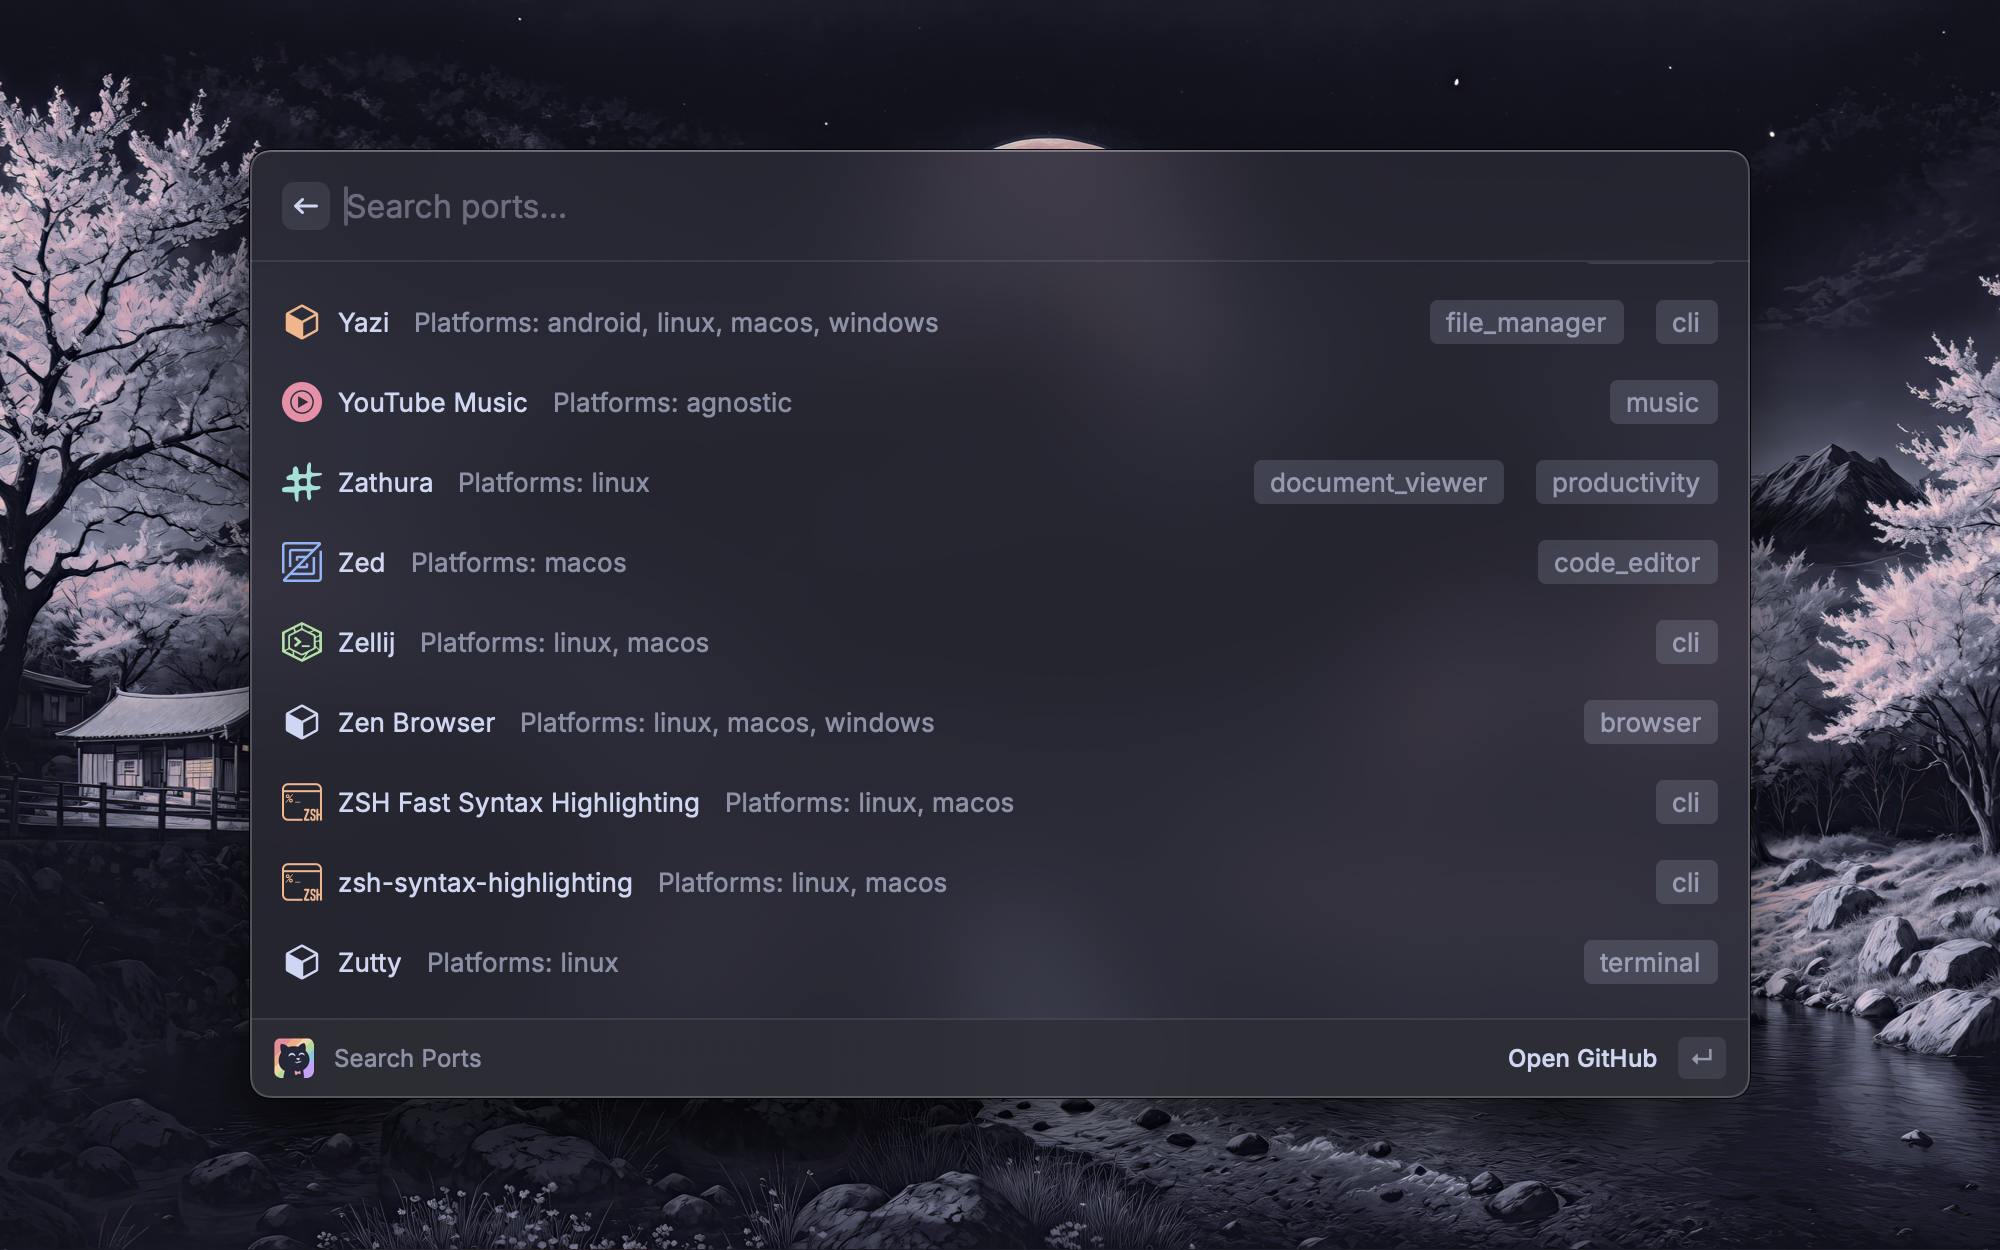 Search ports...
Yazi Platforms: android, linux, macos, windows file_manager cli
YouTube Music Platforms: agnostic music
Zathura Platforms: linux document_viewer productivity
Zed Platforms: macos code_editor
Zellij Platforms: linux, macos cli
Zen Browser Platforms: linux, macos, windows browser
%_ ZSH ZSH Fast Syntax Highlighting Platforms: linux, macos cli
%_ ZSH zsh-syntax-highlighting Platforms: linux, macos cli
Zutty Platforms: linux terminal
Search Ports Open GitHub